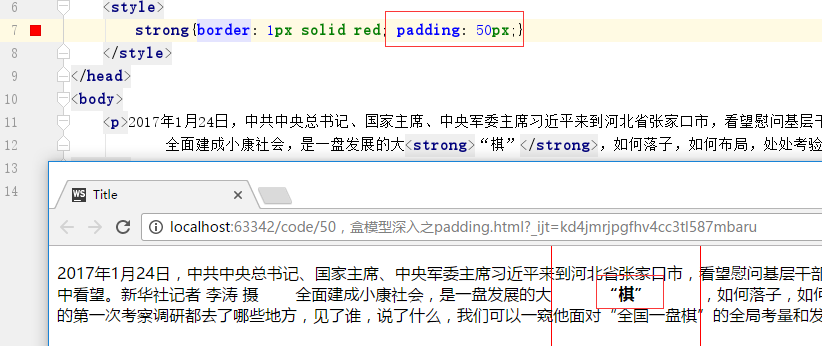 6 <style>
7 strong{border: 1px solid red; padding: 50px;}
8 </style>
9 </head>
10 <body>
11 <p>2017年1月24日，中共中央总书记、国家主席、中央军委主席习近平来到河北省张家口市，看望慰问基层干
12 全面建成小康社会，是一盘发展的大<strong>“棋”</strong>，如何落子，如何布局，处处考验
13
14
WS Title
localhost:63342/code/50，盒模型深入之padding.html?_ijt=kd4jmrjpgfhv4cc3tl587mbaru
2017年1月24日，中共中央总书记、国家主席、中央军委主席习近平来到河北省张家口市，看望慰问基层干部
中看望。新华社记者 李涛 摄 全面建成小康社会，是一盘发展的大 “棋” ，如何落子，如何
的第一次考察调研都去了哪些地方，见了谁，说了什么，我们可以一窥他面对“全国一盘棋”的全局考量和发